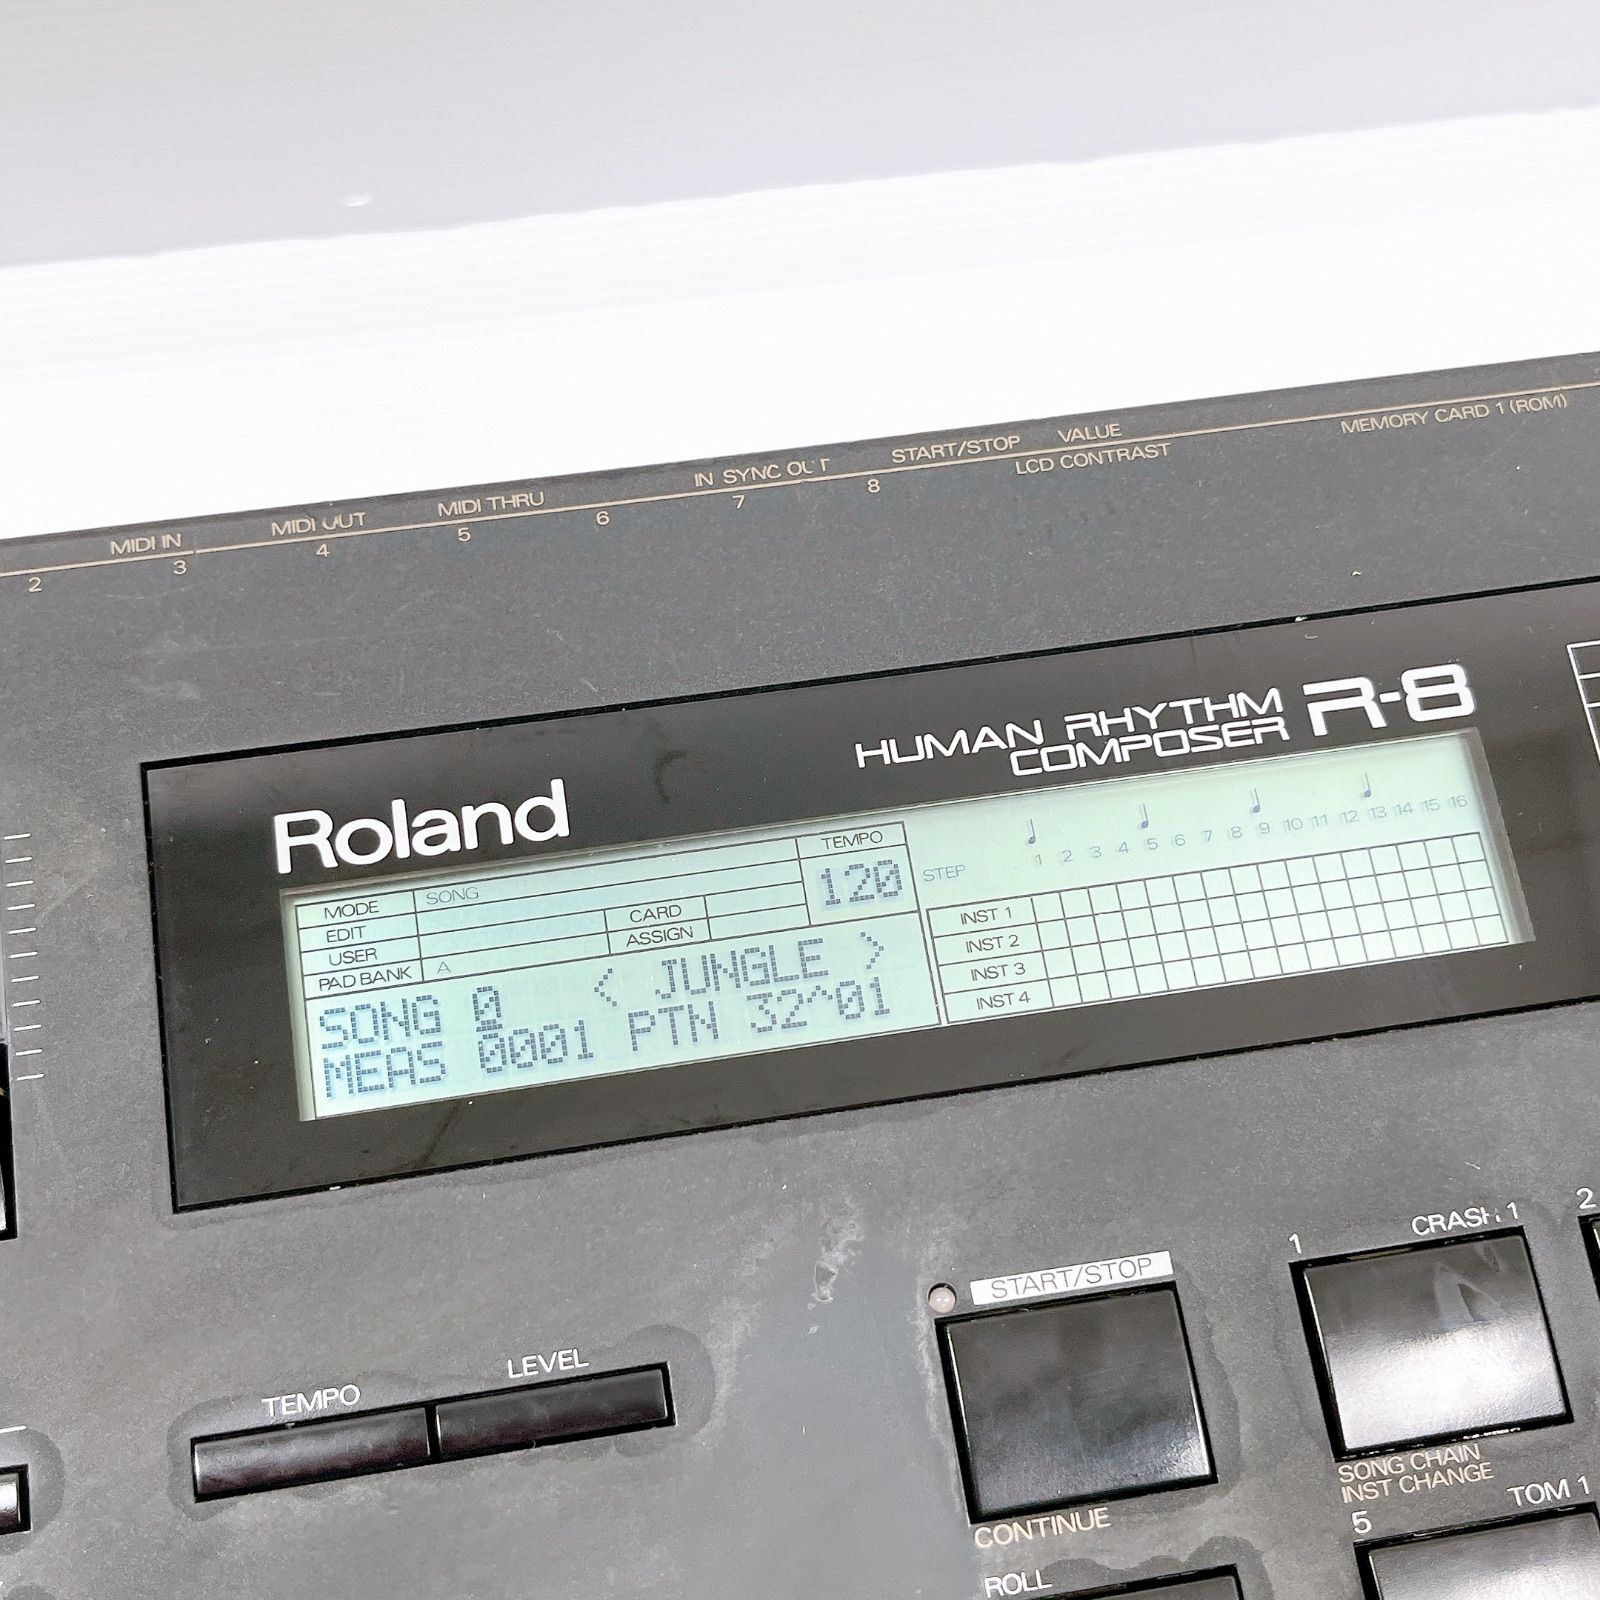 MEMORY CARD 1 (ROM)
START/STOP VALUE
LCD CONTRAST
IN SYNC OUT
MIDI THRU
MIDI OUT
MIDI IN
2 3 4 5 6 7 8
Roland
HUMAN RHYTHM
COMPOSER
R-8
MODE SONG
EDIT
USER
PAD BANK A
CARD
ASSIGN
TEMPO
120
SONG 0 < JUNGLE >
MEAS 0001 PTN 32^01
STEP 1 2 3 4 5 6 7 8 9 10 11 12 13 14 15 16
INST 1
INST 2
INST 3
INST 4
TEMPO
LEVEL
START/STOP
CONTINUE
ROLL
1 CRASH 1
2
SONG CHAIN
INST CHANGE
5 TOM 1